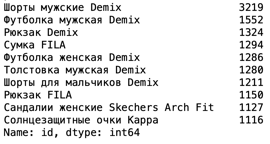 Шорты мужские Demix 3219
Футболка мужская Demix 1552
Рюкзак Demix 1324
Сумка FILA 1294
Футболка женская Demix 1286
Толстовка мужская Demix 1280
Шорты для мальчиков Demix 1211
Рюкзак FILA 1150
Сандалии женские Skechers Arch Fit 1127
Солнцезащитные очки Kappa 1116
Name: id, dtype: int64